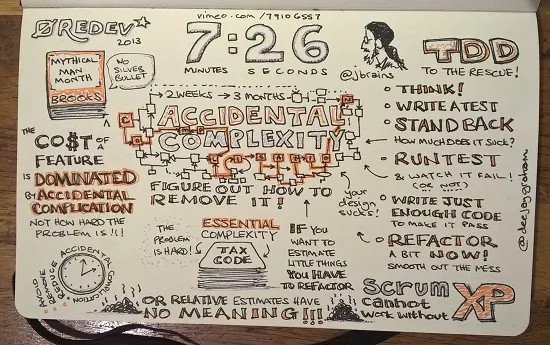 ØREDEV
2013
vimeo.com/79106557
7:26
MINUTES SECONDS
@jbrains
MYTHICAL
MAN
MONTH
BROOKS
NO
SILVER
BULLET
THE
CO$T OF A
FEATURE
IS DOMINATED
BY ACCIDENTAL
COMPLICATION
NOT HOW HARD THE
PROBLEM IS!!!
AVOID REMOVE REDUCE ACCIDENTAL COMPLICATION
2 WEEKS → 3 MONTHS
ACCIDENTAL
COMPLEXITY
FIGURE OUT HOW TO
REMOVE IT!
THE
PROBLEM
IS HARD!
ESSENTIAL
COMPLEXITY
TAX
CODE
IF YOU
WANT TO
ESTIMATE
LITTLE THINGS
YOU HAVE
TO REFACTOR
OR RELATIVE ESTIMATES HAVE
NO MEANING!!!
TDD
TO THE RESCUE!
THINK!
WRITE A TEST
STAND BACK
HOW MUCH DOES IT SUCK?
RUN TEST
& WATCH IT FAIL!
(OR NOT)
your
design
sucks!
WRITE JUST
ENOUGH CODE
TO MAKE IT PASS
REFACTOR
A BIT NOW!
SMOOTH OUT THE MESS
scrum
cannot
work without
XP
@deejaygraham